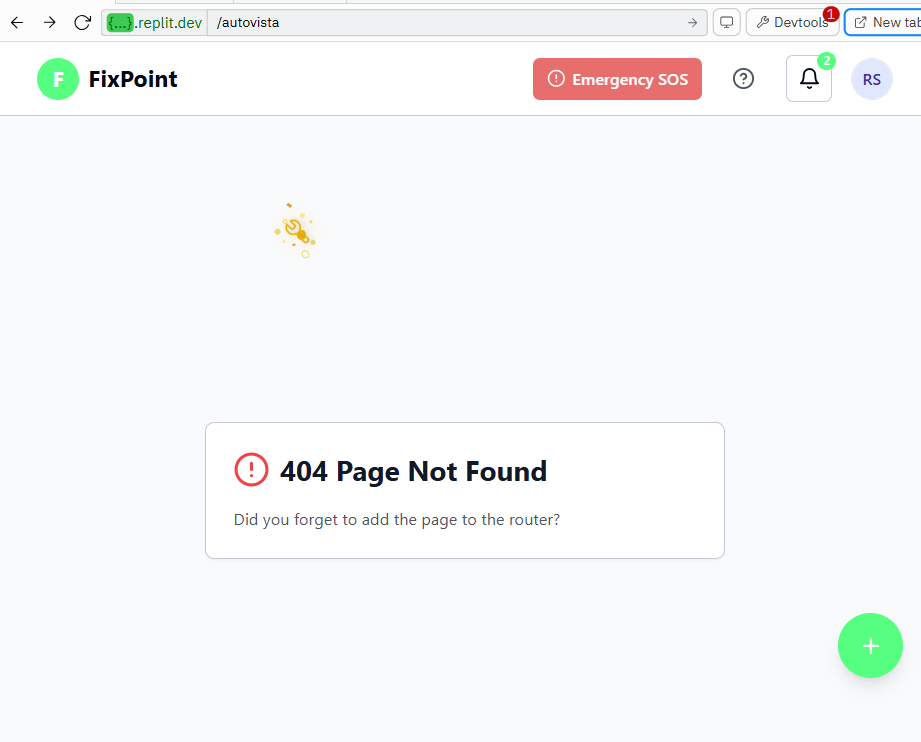 {...}.replit.dev /autovista Devtools 1 New tab
F FixPoint Emergency SOS 2 RS
404 Page Not Found
Did you forget to add the page to the router?